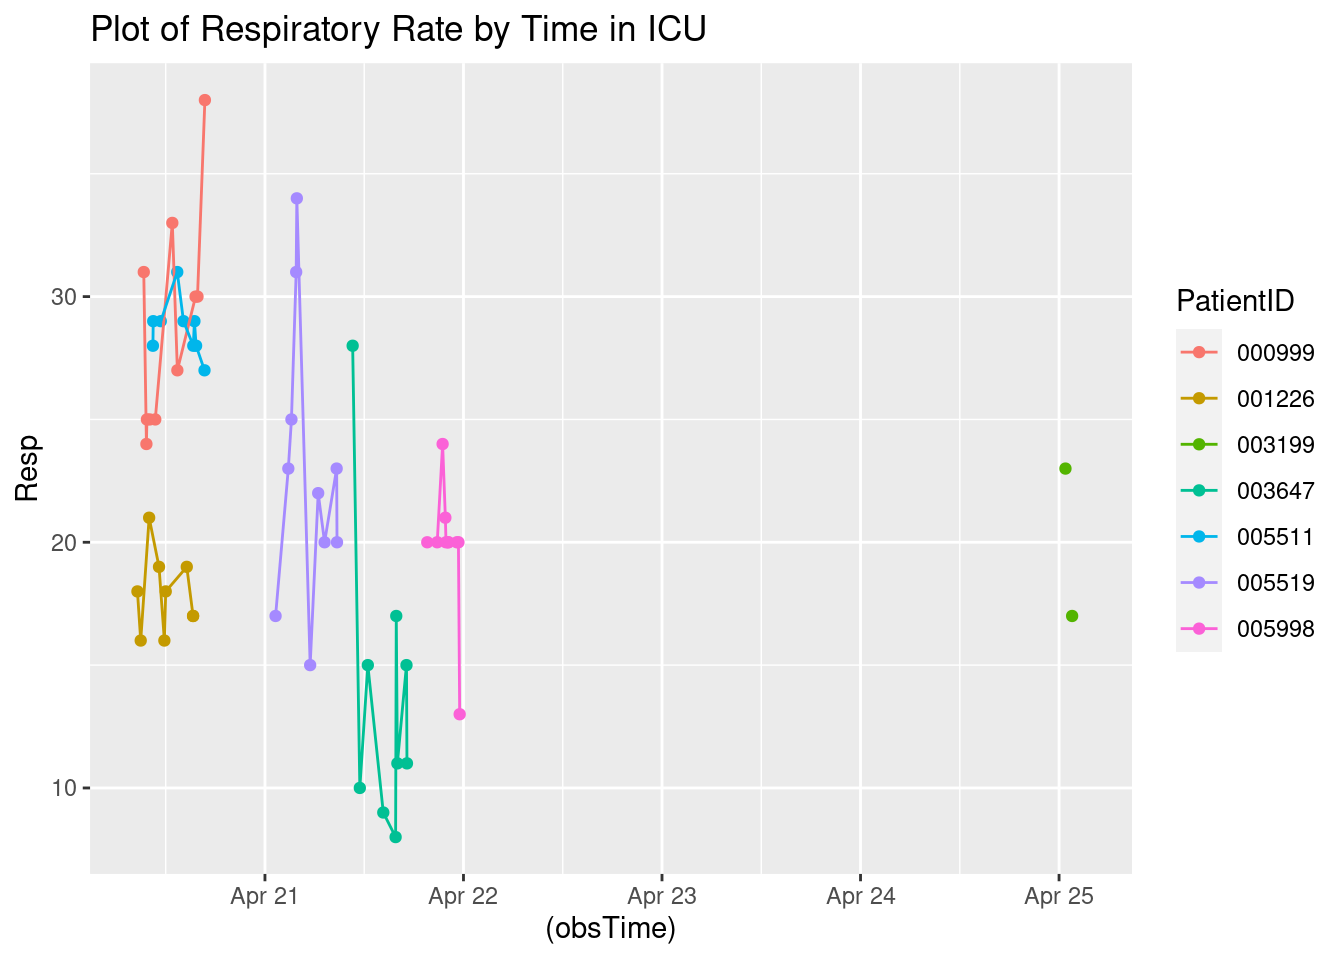 Plot of Respiratory Rate by Time in ICU
Resp
30
20
10
Apr 21
Apr 22
Apr 23
Apr 24
Apr 25
(obsTime)
PatientID
000999
001226
003199
003647
005511
005519
005998